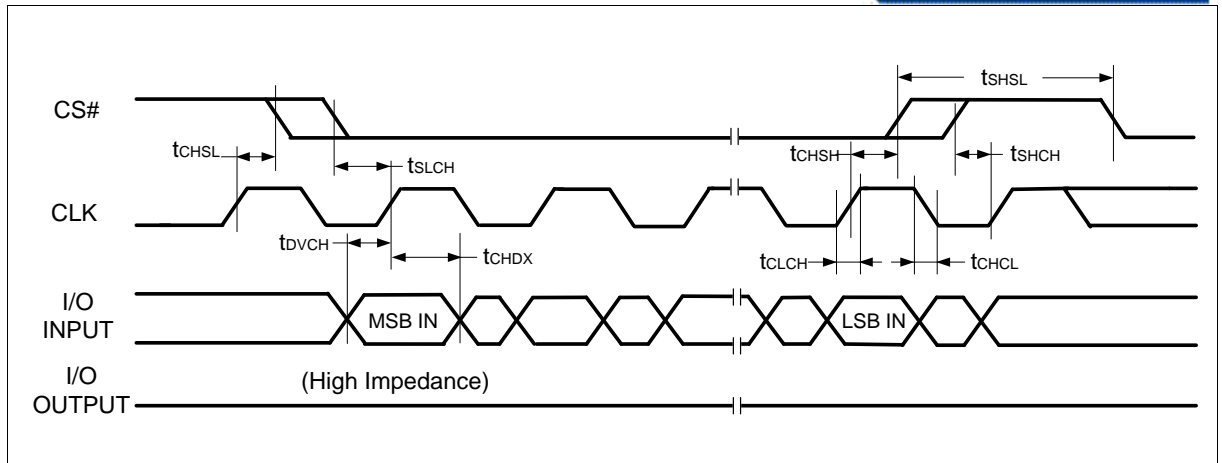 tSHSL
CS#
tCHSL
tSLCH
tCHSH
tSHCH
CLK
tDVCH
tCHDX
tCLCH
tCHCL
I/O
INPUT
MSB IN
LSB IN
I/O
OUTPUT
(High Impedance)